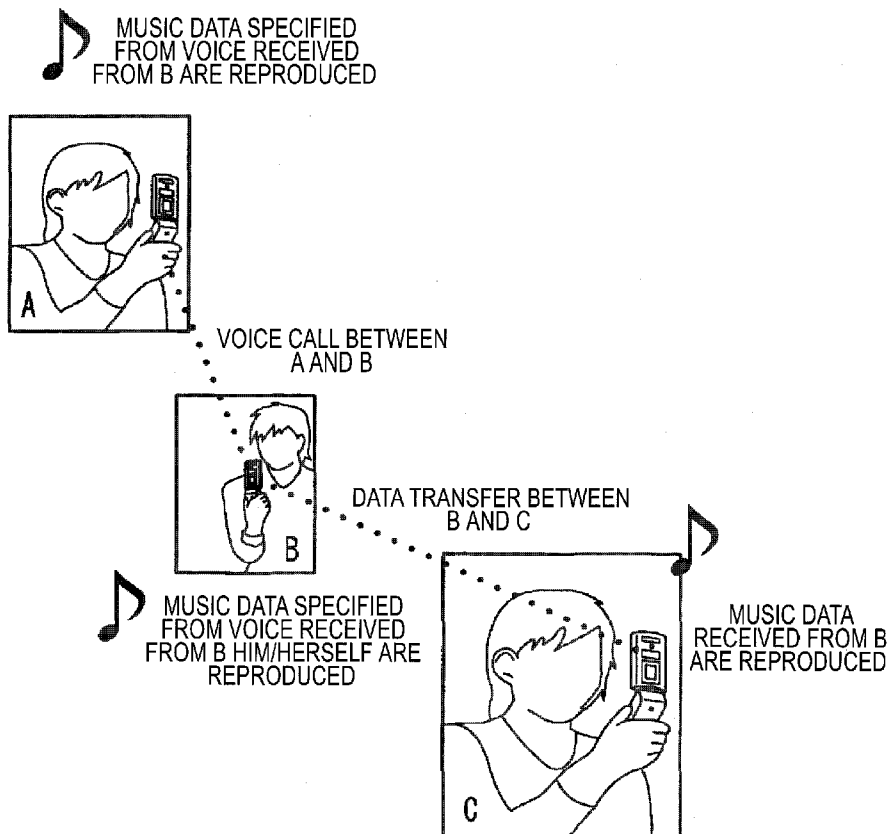 MUSIC DATA SPECIFIED
FROM VOICE RECEIVED
FROM B ARE REPRODUCED
A
VOICE CALL BETWEEN
A AND B
B
DATA TRANSFER BETWEEN
B AND C
MUSIC DATA SPECIFIED
FROM VOICE RECEIVED
FROM B HIM/HERSELF ARE
REPRODUCED
MUSIC DATA
RECEIVED FROM B
ARE REPRODUCED
C